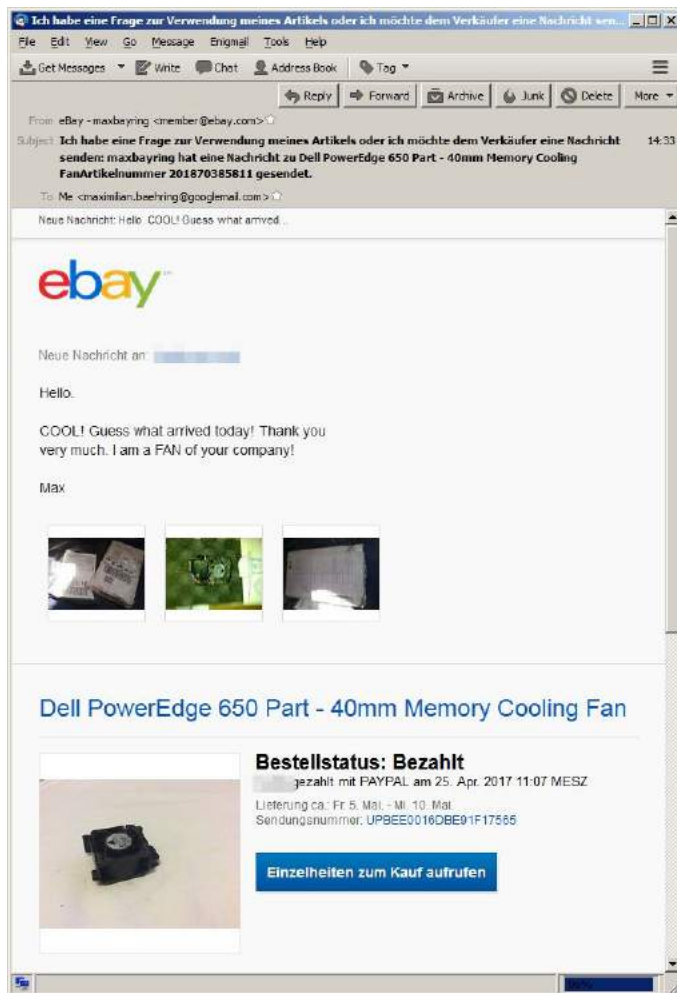 Ich habe eine Frage zur Verwendung meines Artikels oder ich möchte dem Verkäufer eine Nachricht sen...
File Edit View Go Message Enigmail Tools Help
Get Messages Write Chat Address Book Tag
Reply Forward Archive Junk Delete More
From eBay - maxbayring <member@ebay.com>
Subject Ich habe eine Frage zur Verwendung meines Artikels oder ich möchte dem Verkäufer eine Nachricht 14:33
senden: maxbayring hat eine Nachricht zu Dell PowerEdge 650 Part - 40mm Memory Cooling
FanArtikelnummer 201870385811 gesendet.
To Me <maximilian.baehring@googlemail.com>
Neue Nachricht: Hello. COOL! Guess what arrived...
ebay
Neue Nachricht an:
Hello.
COOL! Guess what arrived today! Thank you
very much. I am a FAN of your company!
Max
Dell PowerEdge 650 Part - 40mm Memory Cooling Fan
Bestellstatus: Bezahlt
gezahlt mit PAYPAL am 25. Apr. 2017 11:07 MESZ
Lieferung ca.: Fr. 5. Mai. - Mi. 10. Mai.
Sendungsnummer: UPBEE0016DBE91F17565
Einzelheiten zum Kauf aufrufen